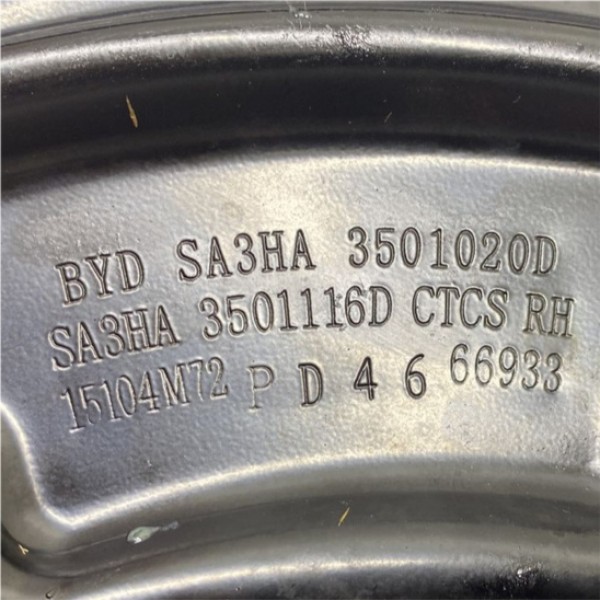 BYD SA3HA 3501020D
SA3HA 3501116D CTCS RH
15104M72 P D 4 6 66933